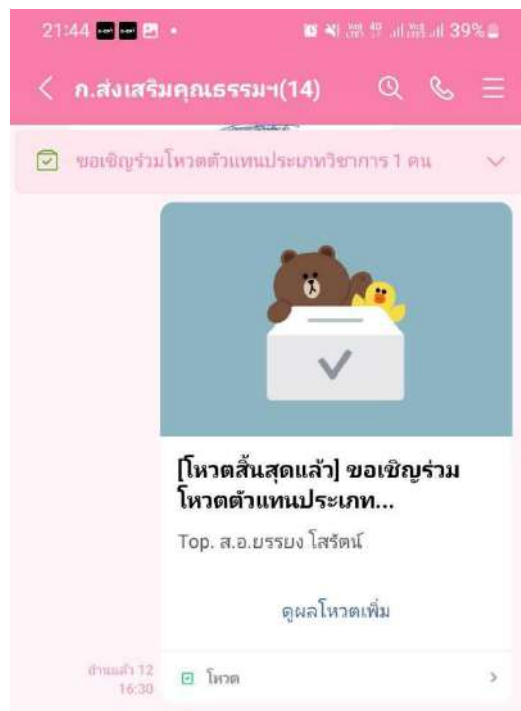 21:44 39%
ก.ส่งเสริมคุณธรรมฯ(14)
ขอเชิญร่วมโหวตตัวแทนประเภทวิชาการ 1 คน
[โหวตสิ้นสุดแล้ว] ขอเชิญร่วม
โหวตตัวแทนประเภท...
Top. ส.อ.ยรรยง โสรัตน์
ดูผลโหวตเพิ่ม
อ่านแล้ว 12
16:30 โหวต